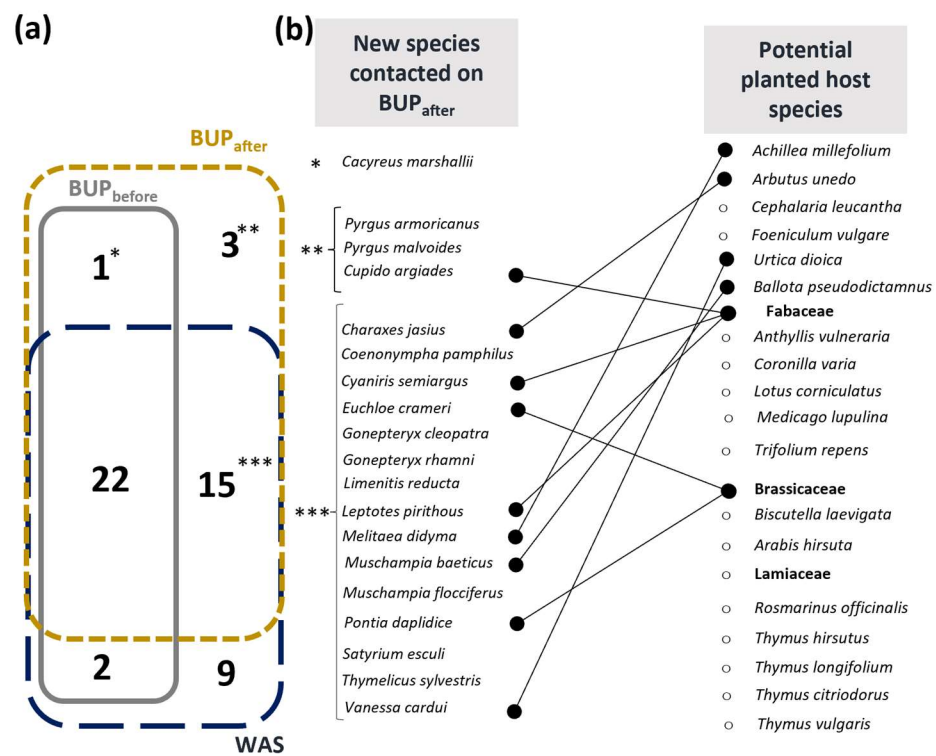 (a)
BUPafter
BUPbefore
1*
3**
22
15***
2
9
WAS
(b)
New species
contacted on
BUPafter
* Cacyreus marshallii
**
Pyrgus armoricanus
Pyrgus malvoides
Cupido argiades
***
Charaxes jasius
Coenonympha pamphilus
Cyaniris semiargus
Euchloe crameri
Gonepteryx cleopatra
Gonepteryx rhamni
Limenitis reducta
Leptotes pirithous
Melitaea didyma
Muschampia baeticus
Muschampia flocciferus
Pontia daplidice
Satyrium esculi
Thymelicus sylvestris
Vanessa cardui
Potential
planted host
species
Achillea millefolium
Arbutus unedo
Cephalaria leucantha
Foeniculum vulgare
Urtica dioica
Ballota pseudodictamnus
Fabaceae
Anthyllis vulneraria
Coronilla varia
Lotus corniculatus
Medicago lupulina
Trifolium repens
Brassicaceae
Biscutella laevigata
Arabis hirsuta
Lamiaceae
Rosmarinus officinalis
Thymus hirsutus
Thymus longifolium
Thymus citriodorus
Thymus vulgaris